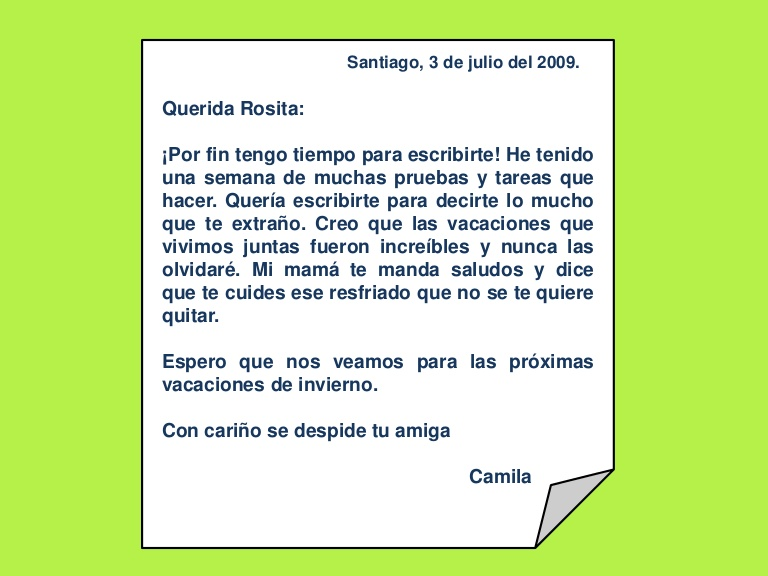 Santiago, 3 de julio del 2009.
Querida Rosita:
¡Por fin tengo tiempo para escribirte! He tenido
una semana de muchas pruebas y tareas que
hacer. Quería escribirte para decirte lo mucho
que te extraño. Creo que las vacaciones que
vivimos juntas fueron increíbles y nunca las
olvidaré. Mi mamá te manda saludos y dice
que te cuides ese resfriado que no se te quiere
quitar.
Espero que nos veamos para las próximas
vacaciones de invierno.
Con cariño se despide tu amiga
Camila